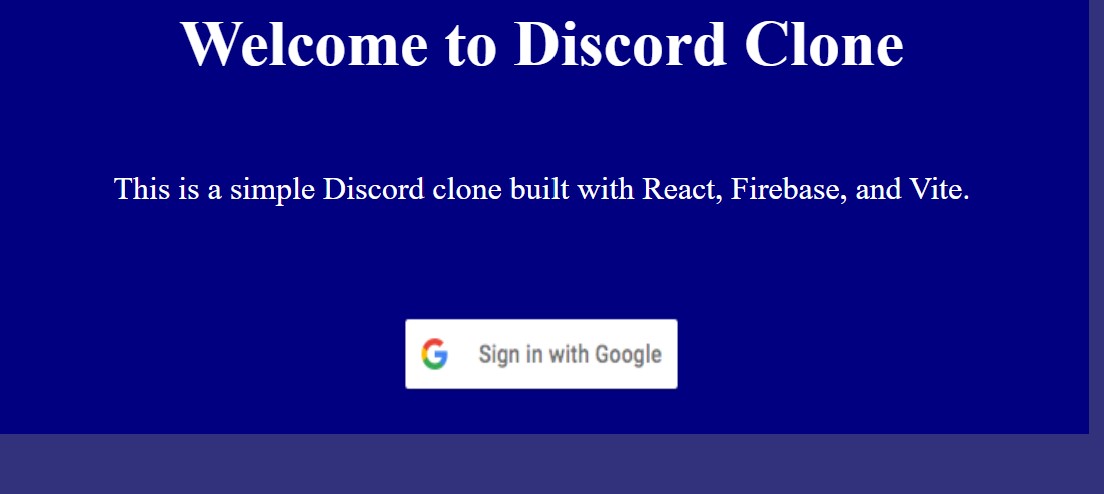 Welcome to Discord Clone
This is a simple Discord clone built with React, Firebase, and Vite.
Sign in with Google